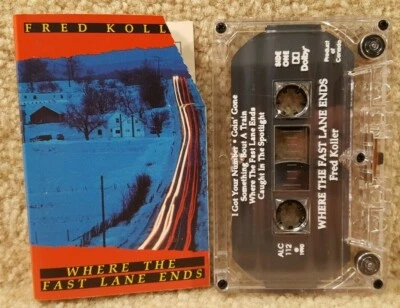 FRED KOLL
WHERE THE
FAST LANE ENDS
SIDE
ONE
Dolby
Product of
Canada
I Got Your Number • Goin' Gone
Something 'Bout A Train
Where The Fast Lane Ends
Caught In The Spotlight
WHERE THE FAST LANE ENDS
Fred Koller
ALC
112
℗ 1990